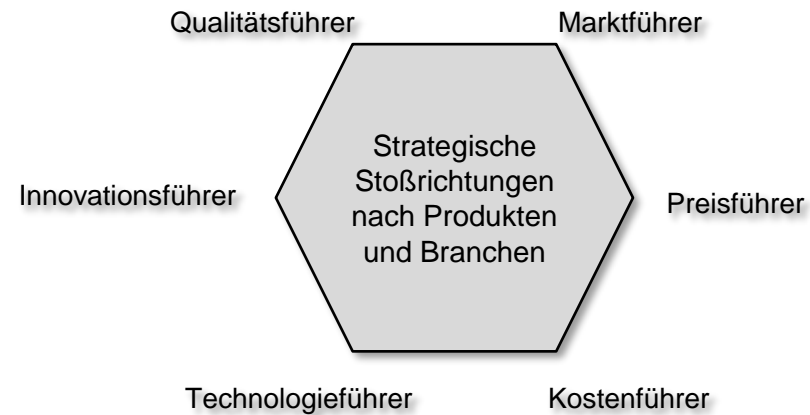 Qualitätsführer
Marktführer
Innovationsführer
Strategische
Stoßrichtungen
nach Produkten
und Branchen
Preisführer
Technologieführer
Kostenführer